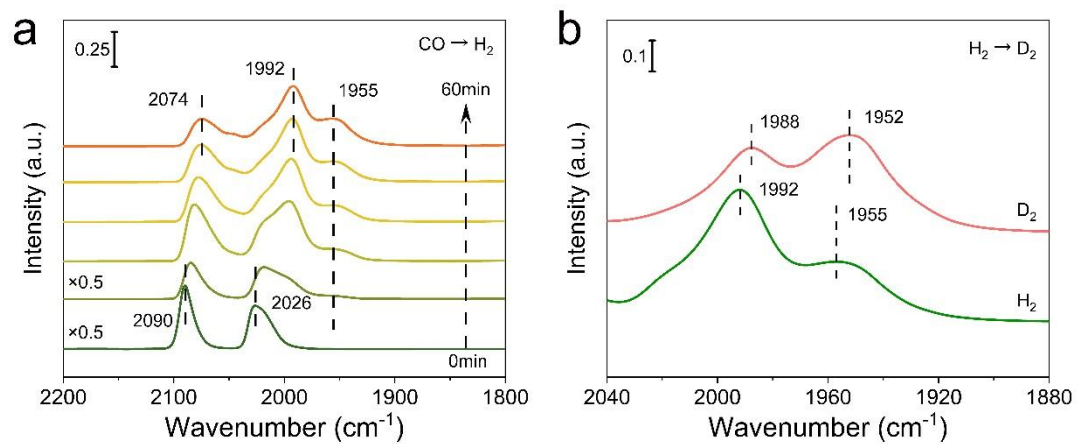 a
0.25
CO → H₂
2074
1992
1955
60min
×0.5
×0.5
2090
2026
0min
Intensity (a.u.)
2200
2100
2000
1900
1800
Wavenumber (cm⁻¹)
b
0.1
H₂ → D₂
1988
1952
1992
1955
D₂
H₂
Intensity (a.u.)
2040
2000
1960
1920
1880
Wavenumber (cm⁻¹)